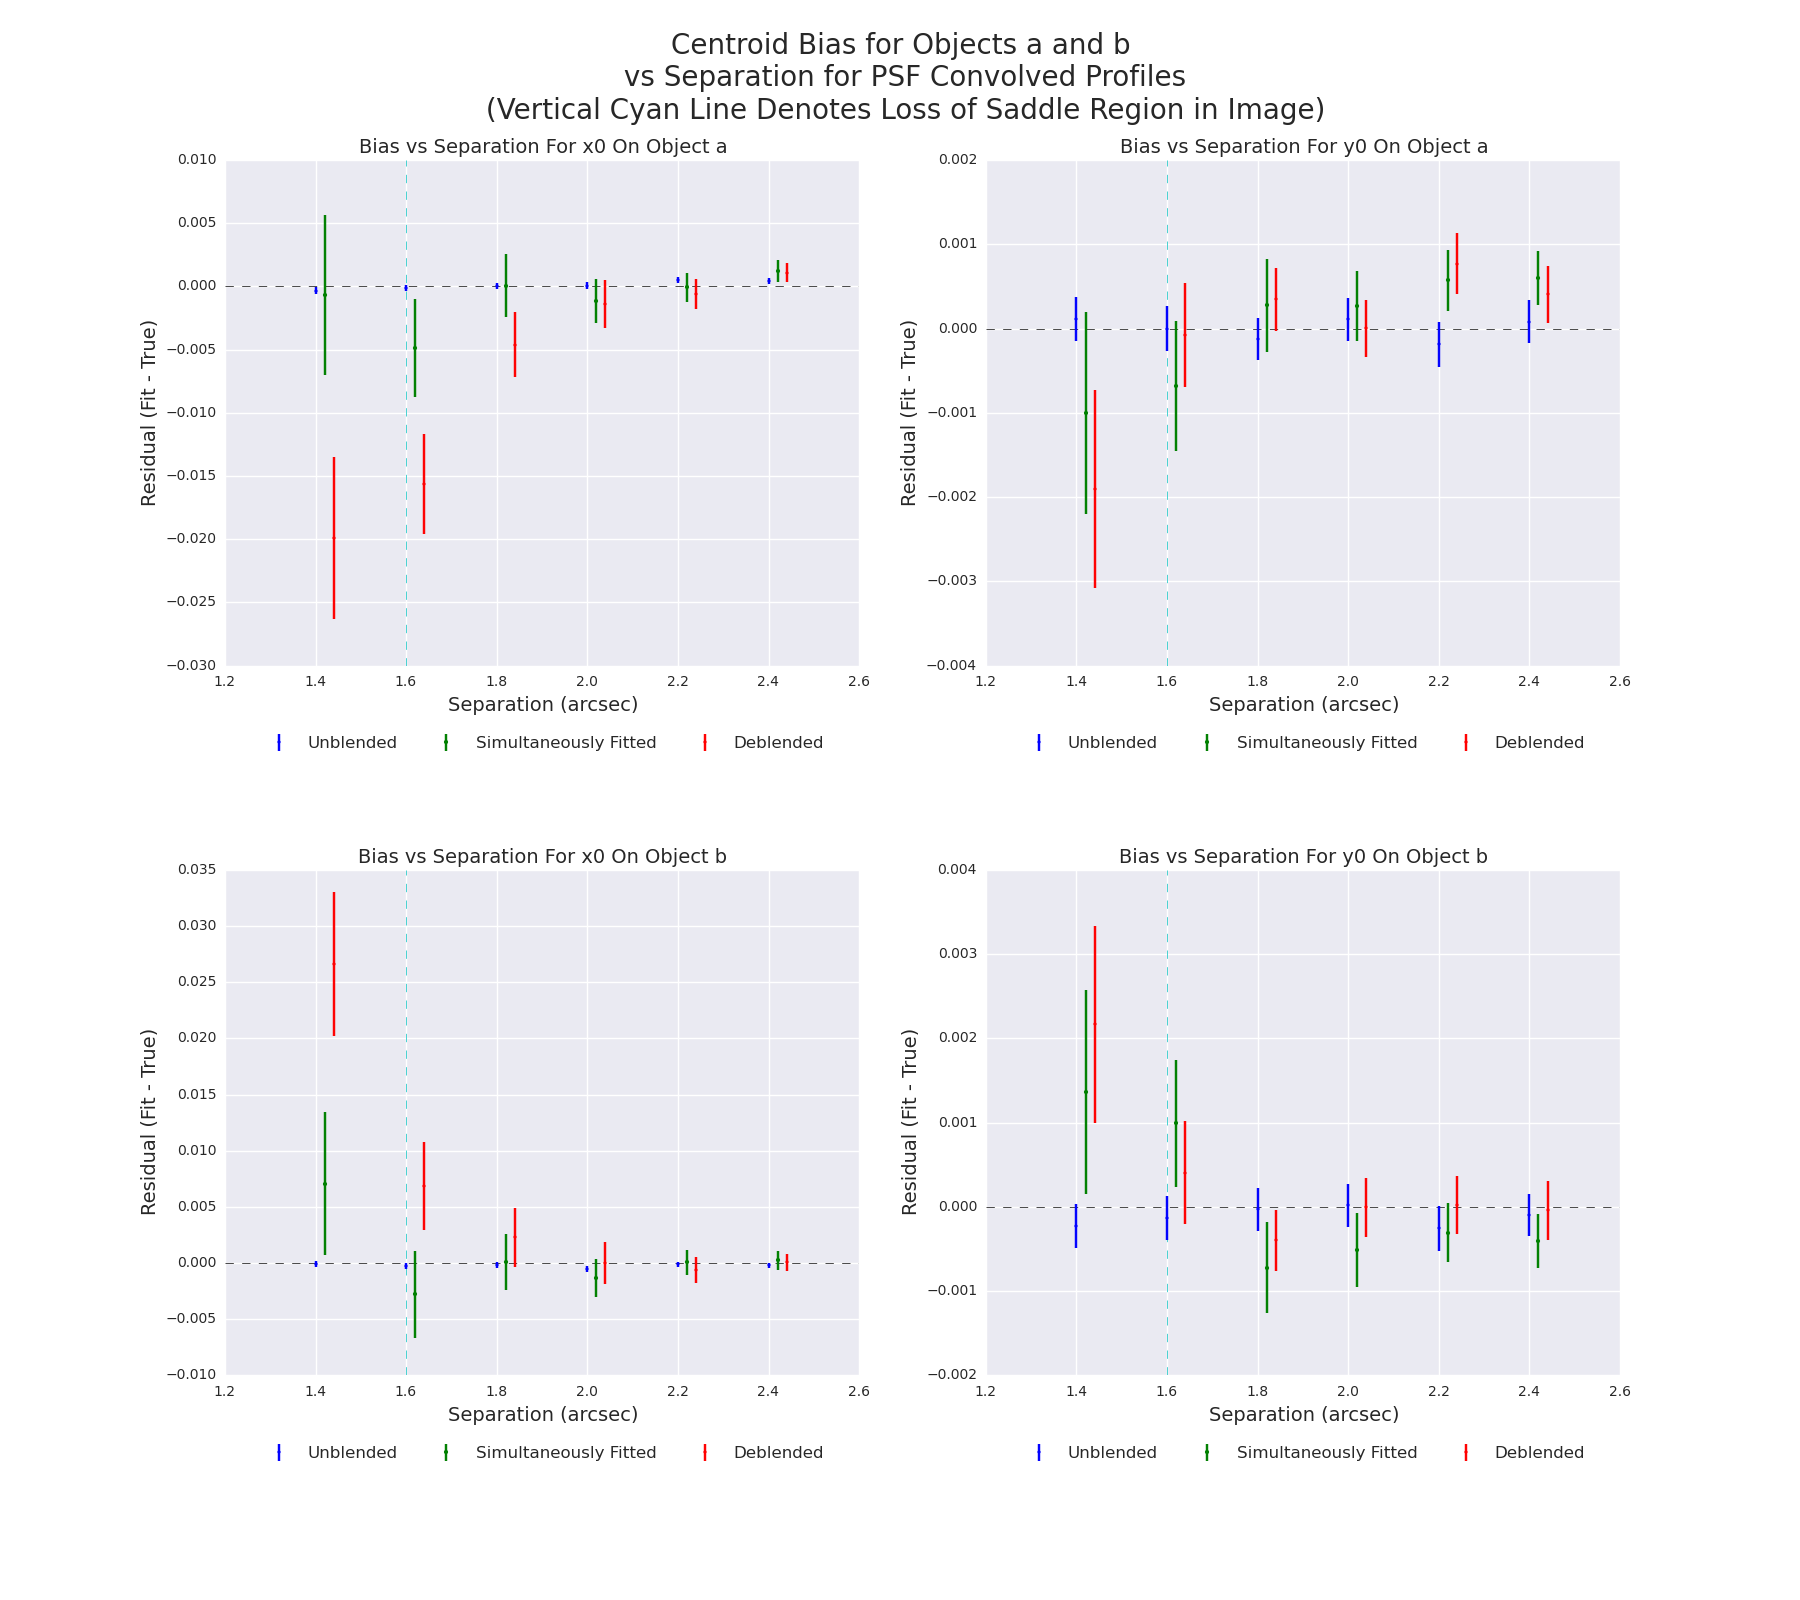 Centroid Bias for Objects a and b
vs Separation for PSF Convolved Profiles
(Vertical Cyan Line Denotes Loss of Saddle Region in Image)
Bias vs Separation For x0 On Object a
0.010
0.005
0.000
−0.005
−0.010
−0.015
−0.020
−0.025
−0.030
Residual (Fit - True)
1.2 1.4 1.6 1.8 2.0 2.2 2.4 2.6
Separation (arcsec)
Unblended Simultaneously Fitted Deblended
Bias vs Separation For y0 On Object a
0.002
0.001
0.000
−0.001
−0.002
−0.003
−0.004
Residual (Fit - True)
1.2 1.4 1.6 1.8 2.0 2.2 2.4 2.6
Separation (arcsec)
Unblended Simultaneously Fitted Deblended
Bias vs Separation For x0 On Object b
0.035
0.030
0.025
0.020
0.015
0.010
0.005
0.000
−0.005
−0.010
Residual (Fit - True)
1.2 1.4 1.6 1.8 2.0 2.2 2.4 2.6
Separation (arcsec)
Unblended Simultaneously Fitted Deblended
Bias vs Separation For y0 On Object b
0.004
0.003
0.002
0.001
0.000
−0.001
−0.002
Residual (Fit - True)
1.2 1.4 1.6 1.8 2.0 2.2 2.4 2.6
Separation (arcsec)
Unblended Simultaneously Fitted Deblended